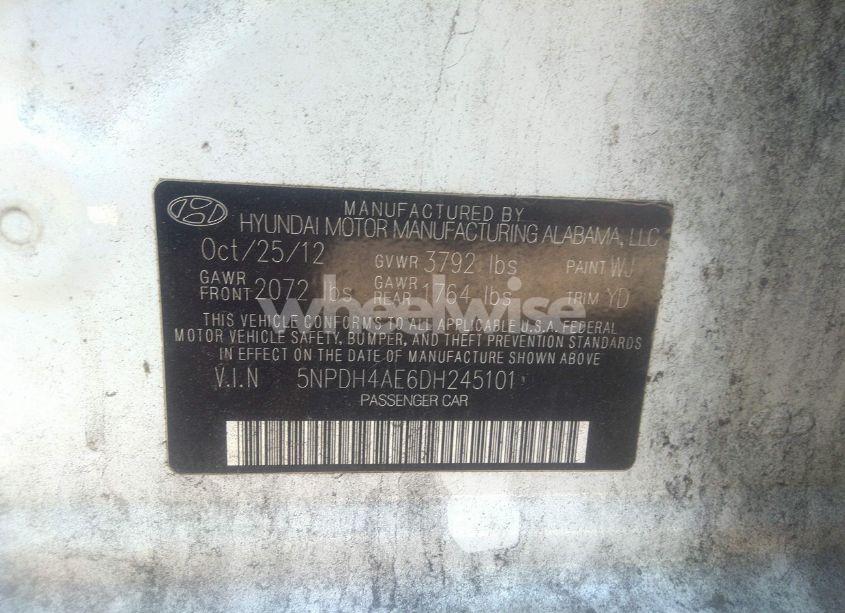 MANUFACTURED BY
HYUNDAI MOTOR MANUFACTURING ALABAMA, LLC
Oct/25/12 GVWR 3792 lbs PAINT WJ
GAWR FRONT 2072 lbs GAWR REAR 1764 lbs TRIM YD
wheelwise
THIS VEHICLE CONFORMS TO ALL APPLICABLE U.S.A. FEDERAL
MOTOR VEHICLE SAFETY, BUMPER, AND THEFT PREVENTION STANDARDS
IN EFFECT ON THE DATE OF MANUFACTURE SHOWN ABOVE.
V.I.N 5NPDH4AE6DH245101
PASSENGER CAR